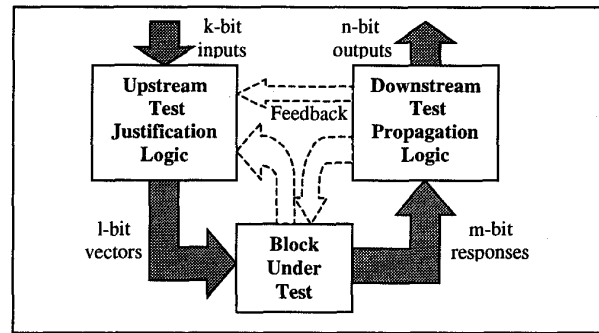 k-bit
inputs
n-bit
outputs
Upstream
Test
Justification
Logic
Feedback
Downstream
Test
Propagation
Logic
l-bit
vectors
Block
Under
Test
m-bit
responses